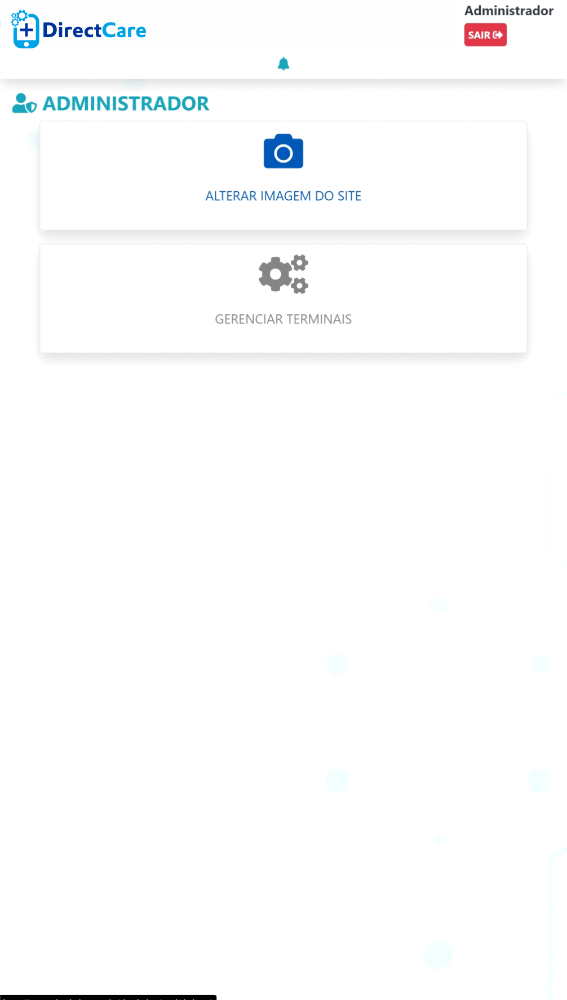 DirectCare
Administrador
SAIR
ADMINISTRADOR
ALTERAR IMAGEM DO SITE
GERENCIAR TERMINAIS